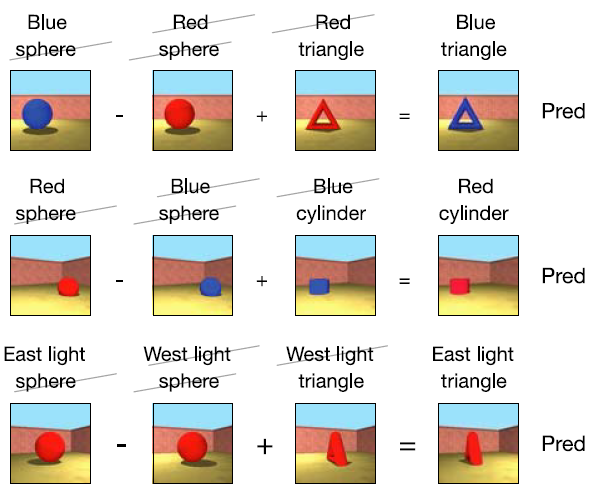 Blue Red Red Blue
sphere sphere triangle triangle
- + = Pred
Red Blue Blue Red
sphere sphere cylinder cylinder
- + = Pred
East light West light West light East light
sphere sphere triangle triangle
- + = Pred